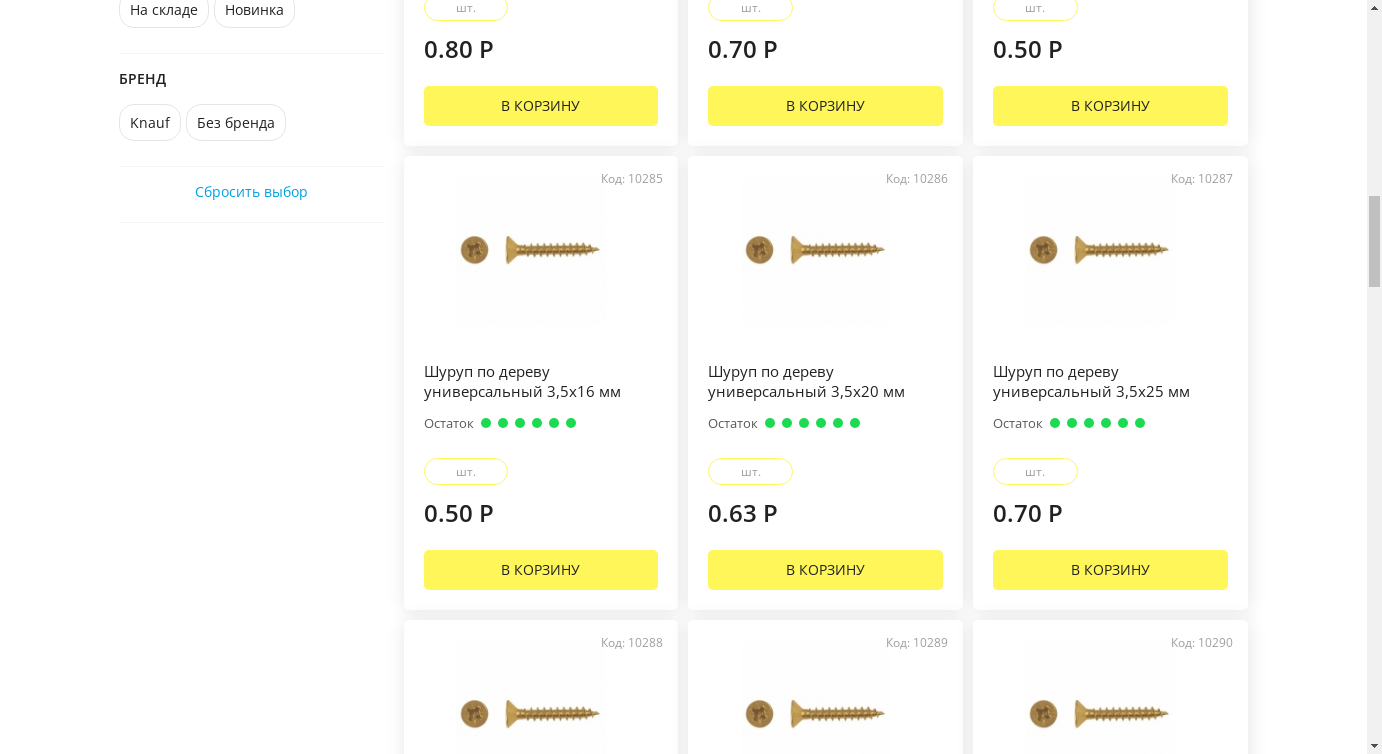 На складе
Новинка
БРЕНД
Knauf
Без бренда
Сбросить выбор
шт.
0.80 Р
В КОРЗИНУ
шт.
0.70 Р
В КОРЗИНУ
шт.
0.50 Р
В КОРЗИНУ
Код: 10285
Шуруп по дереву
универсальный 3,5х16 мм
Остаток
шт.
0.50 Р
В КОРЗИНУ
Код: 10286
Шуруп по дереву
универсальный 3,5х20 мм
Остаток
шт.
0.63 Р
В КОРЗИНУ
Код: 10287
Шуруп по дереву
универсальный 3,5х25 мм
Остаток
шт.
0.70 Р
В КОРЗИНУ
Код: 10288
Код: 10289
Код: 10290